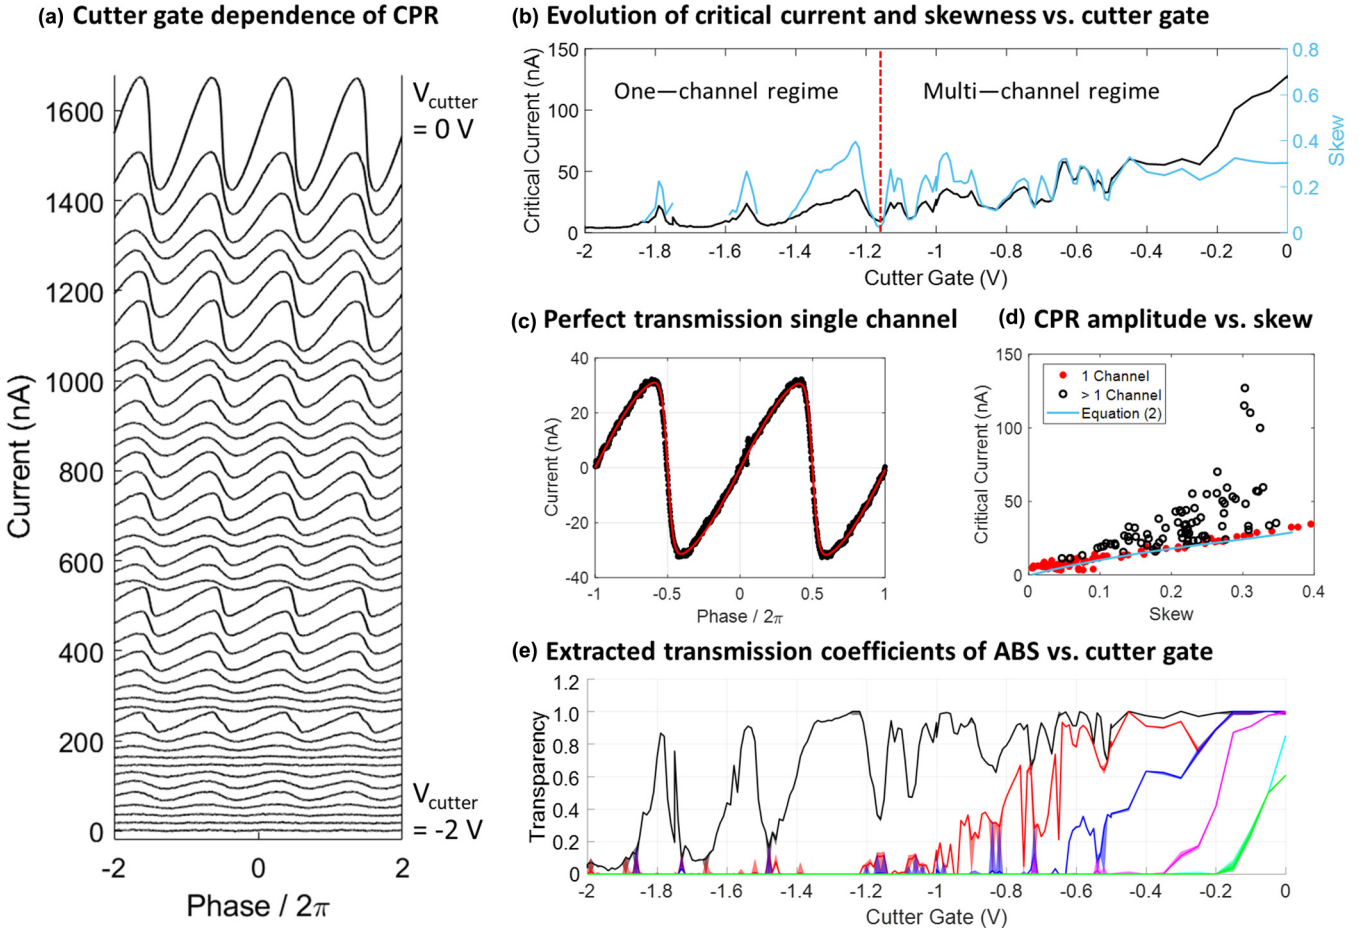 (a) Cutter gate dependence of CPR
1600
1400
1200
1000
800
600
400
200
0
Current (nA)
-2
0
2
Phase / 2π
V_cutter
= 0 V
V_cutter
= -2 V
(b) Evolution of critical current and skewness vs. cutter gate
150
100
50
0
Critical Current (nA)
One—channel regime
Multi—channel regime
0.8
0.6
0.4
0.2
0
Skew
-2 -1.8 -1.6 -1.4 -1.2 -1 -0.8 -0.6 -0.4 -0.2 0
Cutter Gate (V)
(c) Perfect transmission single channel
40
20
0
-20
-40
Current (nA)
-1 -0.5 0 0.5 1
Phase / 2π
(d) CPR amplitude vs. skew
150
100
50
0
Critical Current (nA)
1 Channel
> 1 Channel
Equation (2)
0 0.1 0.2 0.3 0.4
Skew
(e) Extracted transmission coefficients of ABS vs. cutter gate
1.2
1.0
0.8
0.6
0.4
0.2
0
Transparency
-2 -1.8 -1.6 -1.4 -1.2 -1 -0.8 -0.6 -0.4 -0.2 0
Cutter Gate (V)